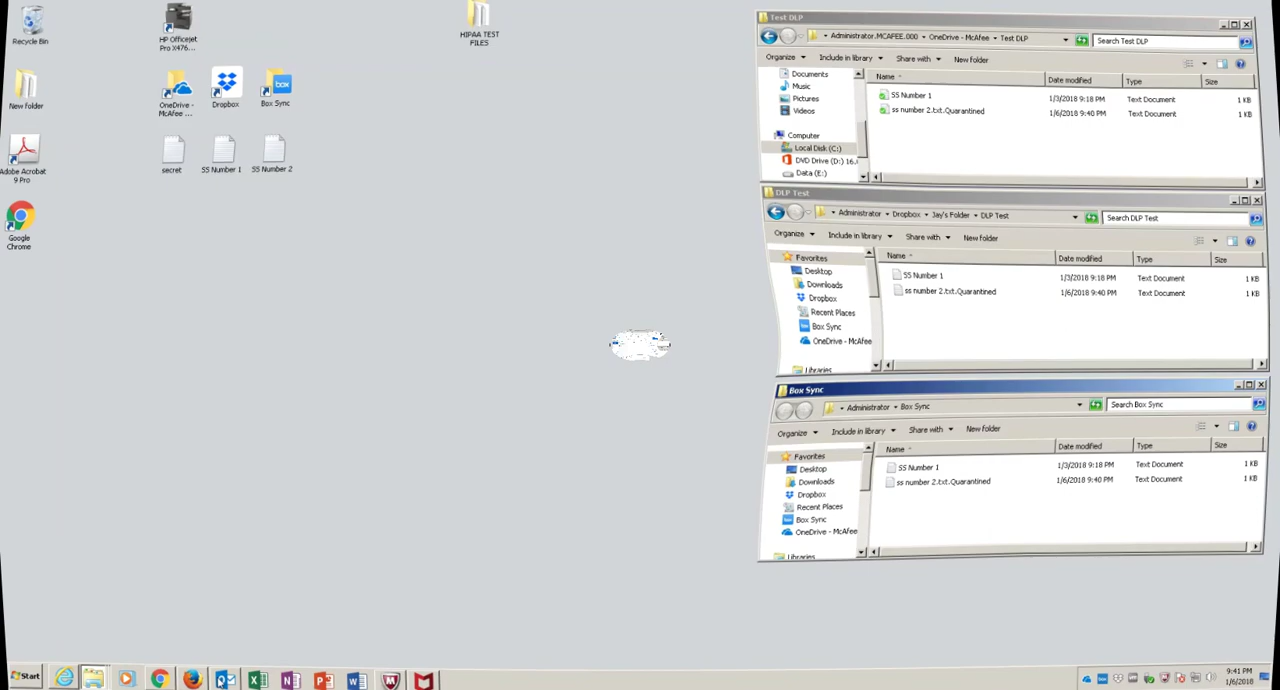 Recycle Bin
HP Officejet
Pro X476...
HIPAA TEST
FILES
New folder
OneDrive -
McAfee ...
Dropbox
Box Sync
Adobe Acrobat
9 Pro
secret
SS Number 1
SS Number 2
Google
Chrome
Test DLP
Administrator.MCAFEE.000 OneDrive - McAfee Test DLP
Search Test DLP
Organize Include in library Share with New folder
Documents
Music
Pictures
Videos
Computer
Local Disk (C:)
DVD Drive (D:) 16.
Data (E:)
Name Date modified Type Size
SS Number 1 1/3/2018 9:18 PM Text Document 1 KB
ss number 2.txt.Quarantined 1/6/2018 9:40 PM Text Document 1 KB
DLP Test
Administrator Dropbox Jay's Folder DLP Test
Search DLP Test
Organize Include in library Share with New folder
Favorites
Desktop
Downloads
Dropbox
Recent Places
Box Sync
OneDrive - McAfee
Libraries
Name Date modified Type Size
SS Number 1 1/3/2018 9:18 PM Text Document 1 KB
ss number 2.txt.Quarantined 1/6/2018 9:40 PM Text Document 1 KB
Box Sync
Administrator Box Sync
Search Box Sync
Organize Include in library Share with New folder
Favorites
Desktop
Downloads
Dropbox
Recent Places
Box Sync
OneDrive - McAfee
Libraries
Name Date modified Type Size
SS Number 1 1/3/2018 9:18 PM Text Document 1 KB
ss number 2.txt.Quarantined 1/6/2018 9:40 PM Text Document 1 KB
Start
9:41 PM
1/6/2018